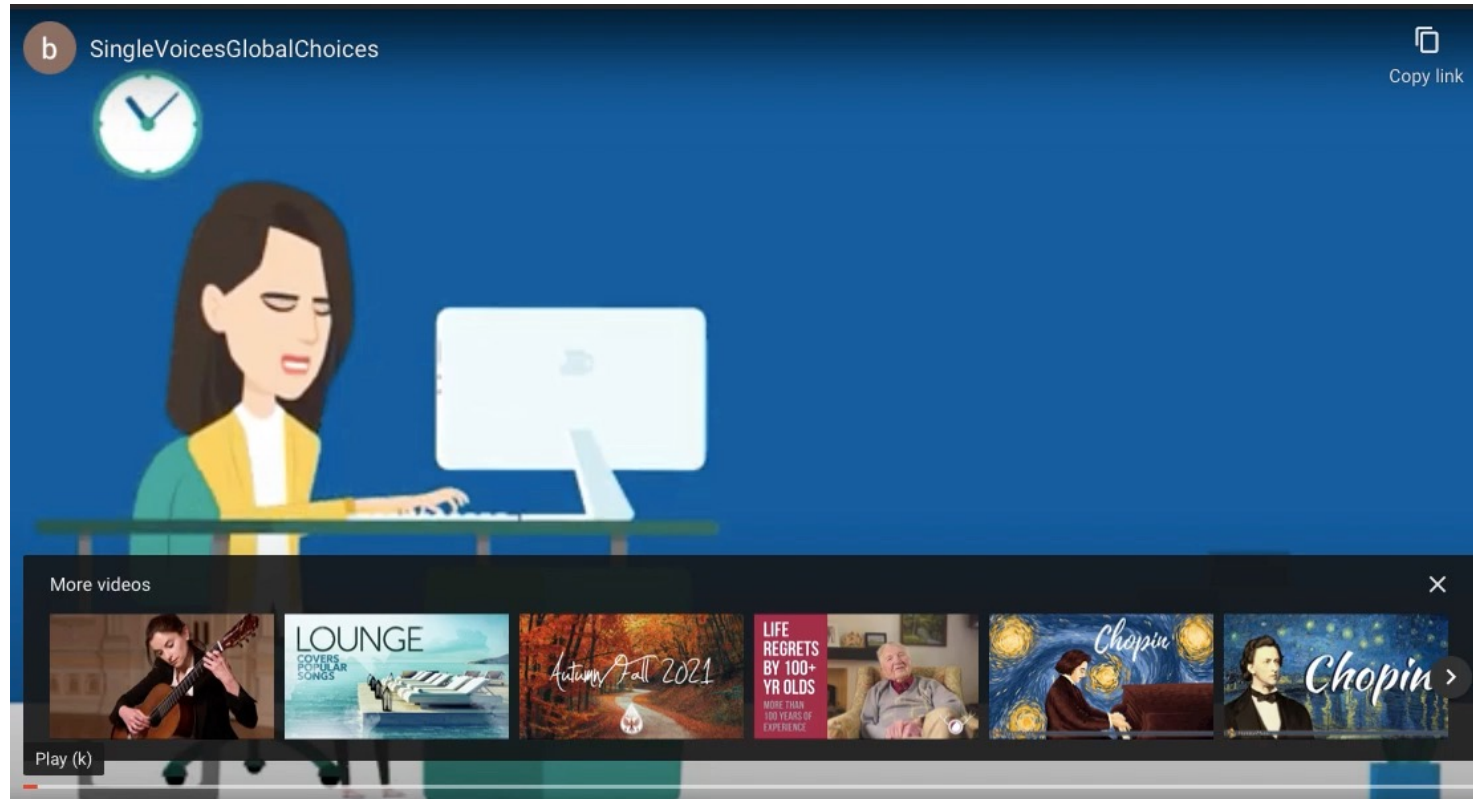 b SingleVoicesGlobalChoices
Copy link
More videos
LOUNGE
COVERS
POPULAR
SONGS
Autumn Fall 2021
LIFE
REGRETS
BY 100+
YR OLDS
MORE THAN
100 YEARS OF
EXPERIENCE
Chopin
Chopin
Play (k)